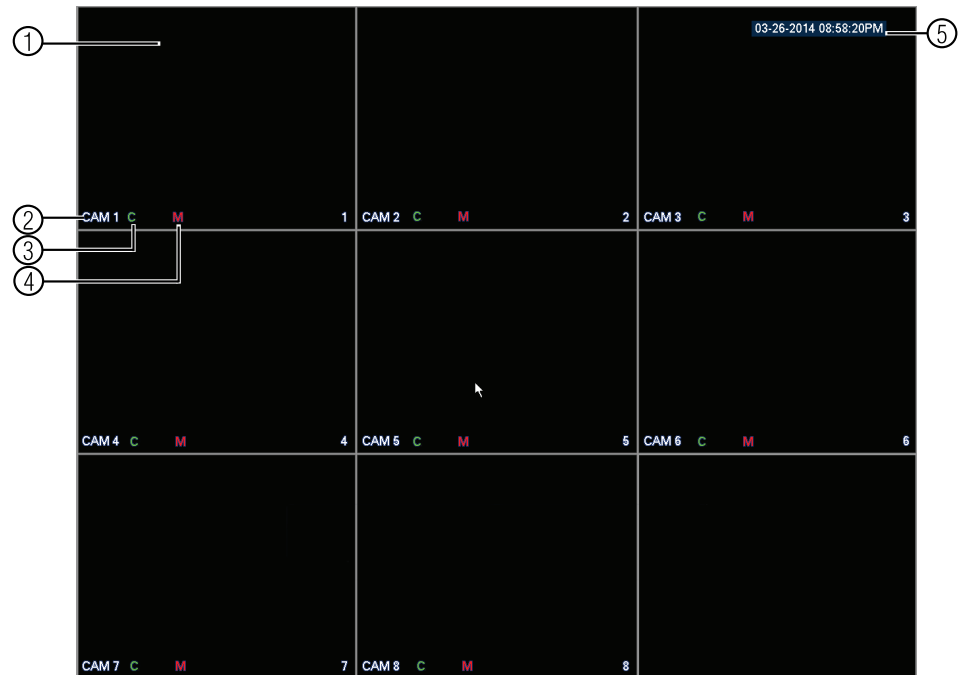 1
03-26-2014 08:58:20PM
5
2
CAM 1 C M 1
CAM 2 C M 2
CAM 3 C M 3
3
4
CAM 4 C M 4
CAM 5 C M 5
CAM 6 C M 6
CAM 7 C M 7
CAM 8 C M 8